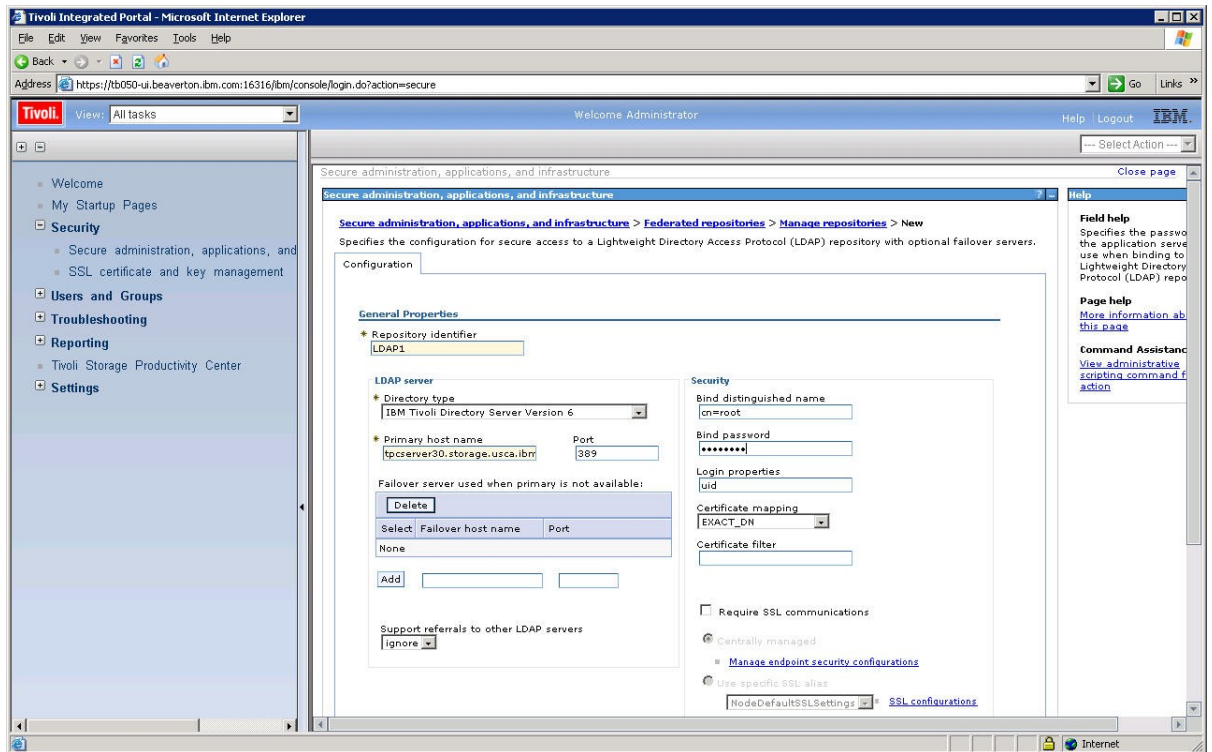 Tivoli Integrated Portal - Microsoft Internet Explorer
File Edit View Favorites Tools Help
Back
Address https://tb050-ui.beaverton.ibm.com:16316/ibm/console/login.do?action=secure Go Links »
Tivoli. View: All tasks Welcome Administrator Help Logout IBM.
--- Select Action ---
Welcome
My Startup Pages
Security
Secure administration, applications, and
SSL certificate and key management
Users and Groups
Troubleshooting
Reporting
Tivoli Storage Productivity Center
Settings
Secure administration, applications, and infrastructure Close page
Secure administration, applications, and infrastructure ? -
Secure administration, applications, and infrastructure > Federated repositories > Manage repositories > New
Specifies the configuration for secure access to a Lightweight Directory Access Protocol (LDAP) repository with optional failover servers.
Configuration
General Properties
* Repository identifier
LDAP1
LDAP server
* Directory type
IBM Tivoli Directory Server Version 6
* Primary host name Port
tpcserver30.storage.usca.ibm 389
Failover server used when primary is not available:
Delete
Select Failover host name Port
None
Add
Support referrals to other LDAP servers
ignore
Security
Bind distinguished name
cn=root
Bind password
••••••••
Login properties
uid
Certificate mapping
EXACT_DN
Certificate filter
Require SSL communications
Centrally managed
Manage endpoint security configurations
Use specific SSL alias
NodeDefaultSSLSettings SSL configurations
Help
Field help
Specifies the passwo
the application serve
use when binding to
Lightweight Directory
Protocol (LDAP) repo
Page help
More information ab
this page
Command Assistanc
View administrative
scripting command f
action
Internet